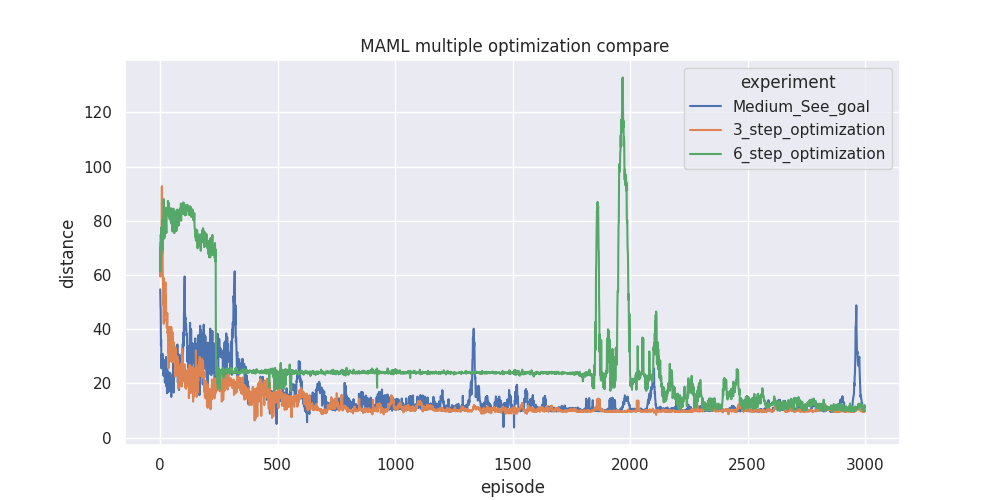 MAML multiple optimization compare
experiment
Medium_See_goal
3_step_optimization
6_step_optimization
distance
120
100
80
60
40
20
0
0 500 1000 1500 2000 2500 3000
episode